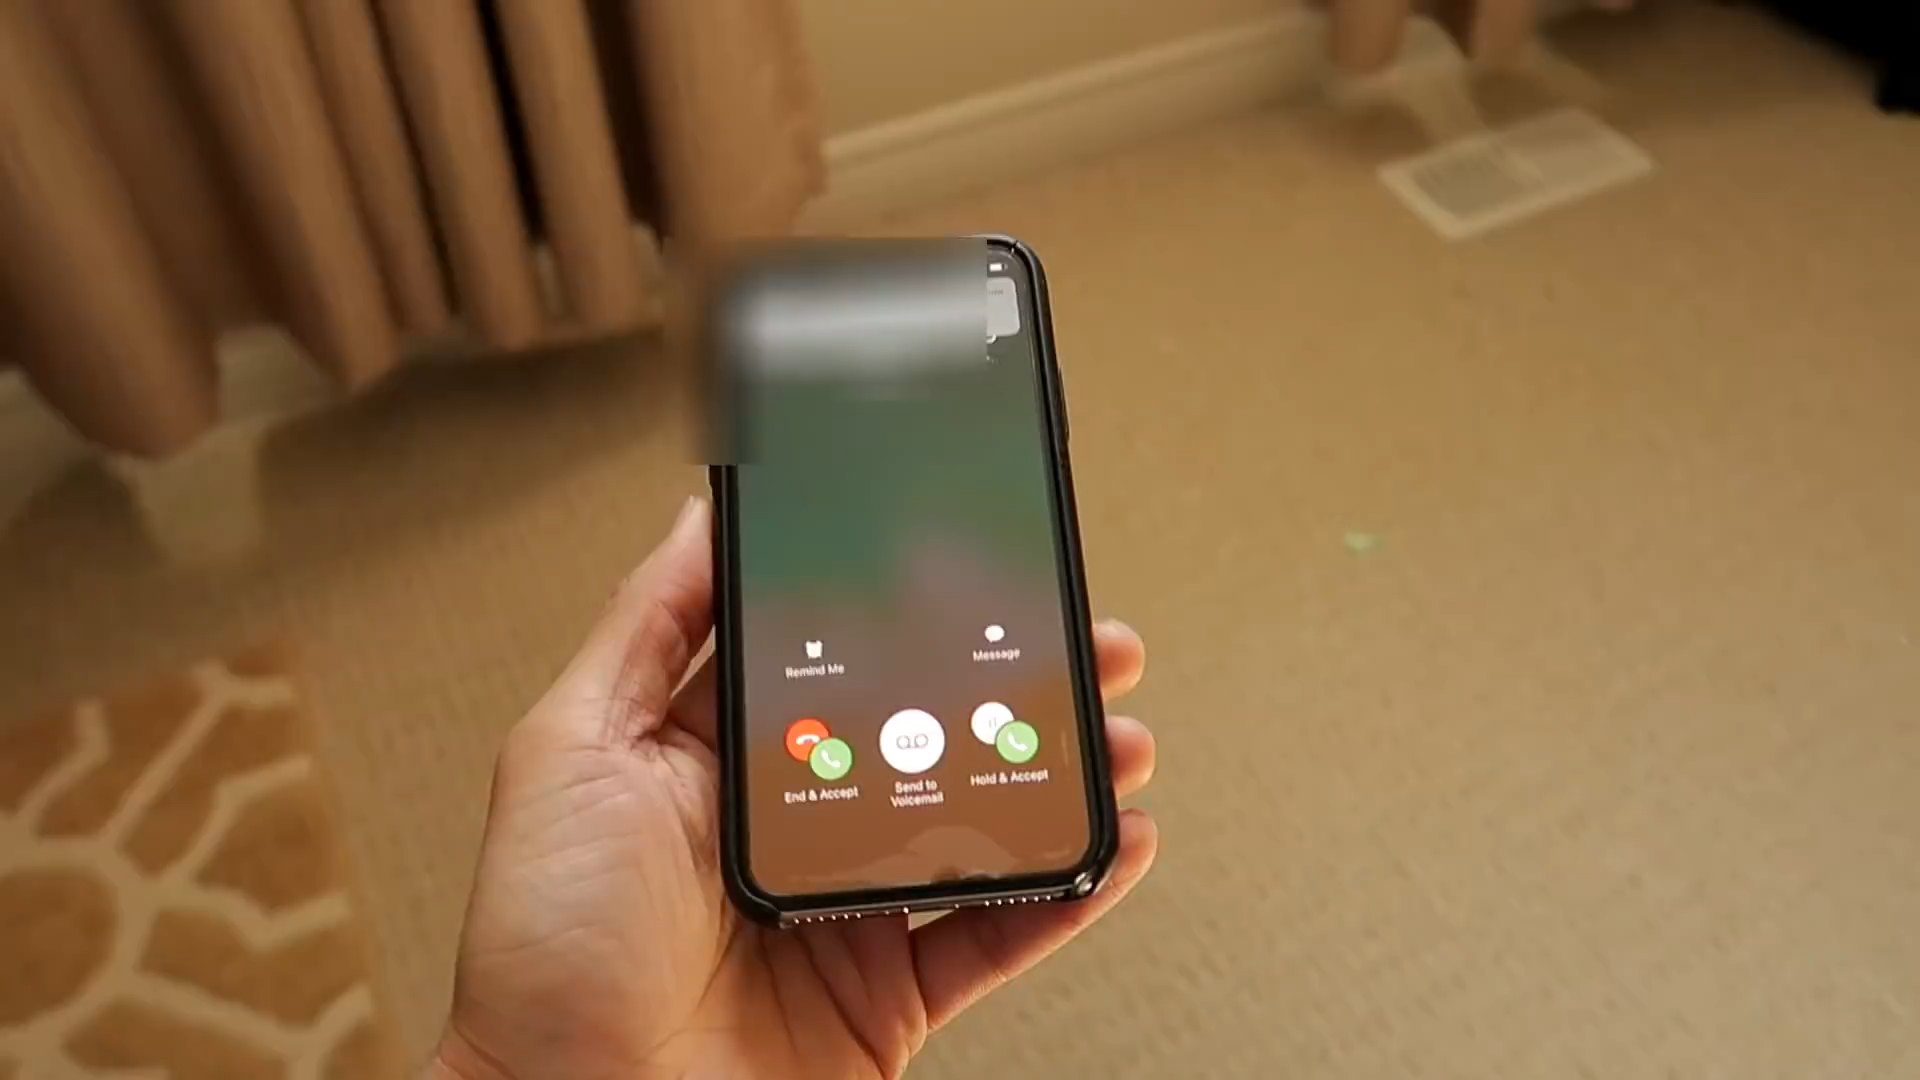 Remind Me
Message
End & Accept
Send to
Voicemail
Hold & Accept